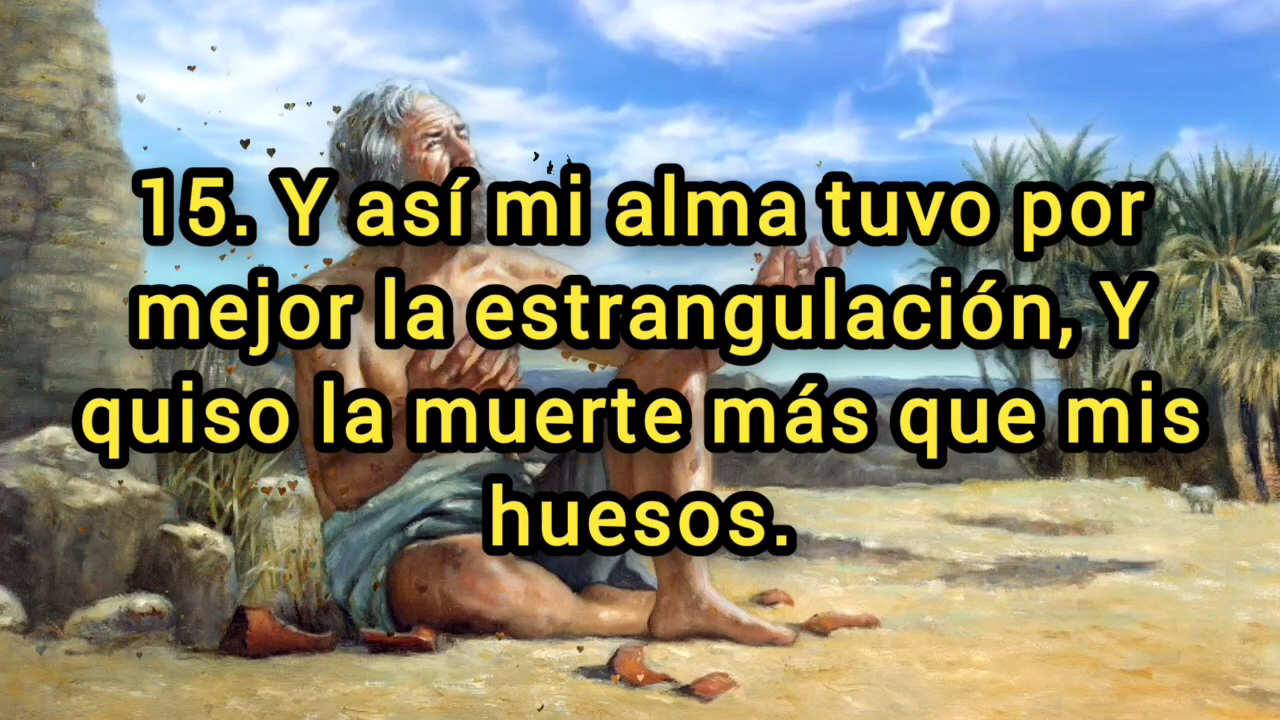 15. Y así mi alma tuvo por
mejor la estrangulación, Y
quiso la muerte más que mis
huesos.